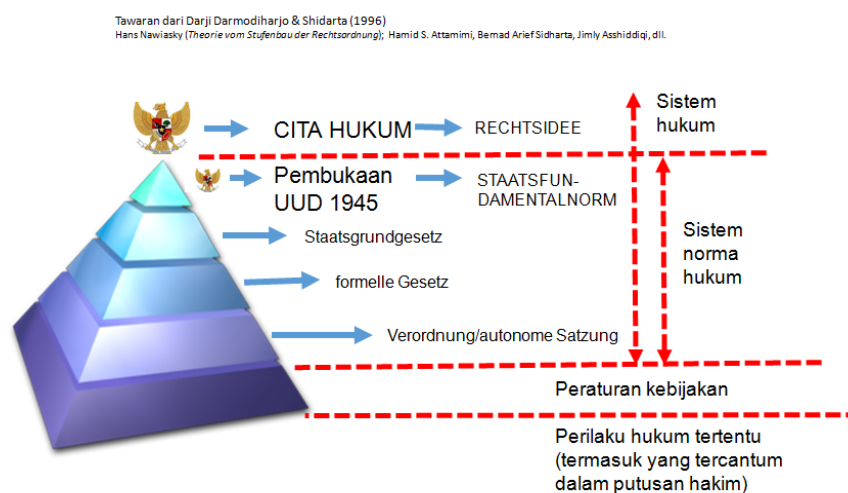 Tawaran dari Darji Darmodiharjo & Shidarta (1996)
Hans Nawiasky (Theorie vom Stufenbau der Rechtsordnung); Hamid S. Attamimi, Bernad Arief Sidharta, Jimly Asshiddiqi, dll.
CITA HUKUM
RECHTSIDEE
Sistem
hukum
Pembukaan
UUD 1945
STAATSFUN-
DAMENTALNORM
Staatsgrundgesetz
Sistem
norma
hukum
formelle Gesetz
Verordnung/autonome Satzung
Peraturan kebijakan
Perilaku hukum tertentu
(termasuk yang tercantum
dalam putusan hakim)